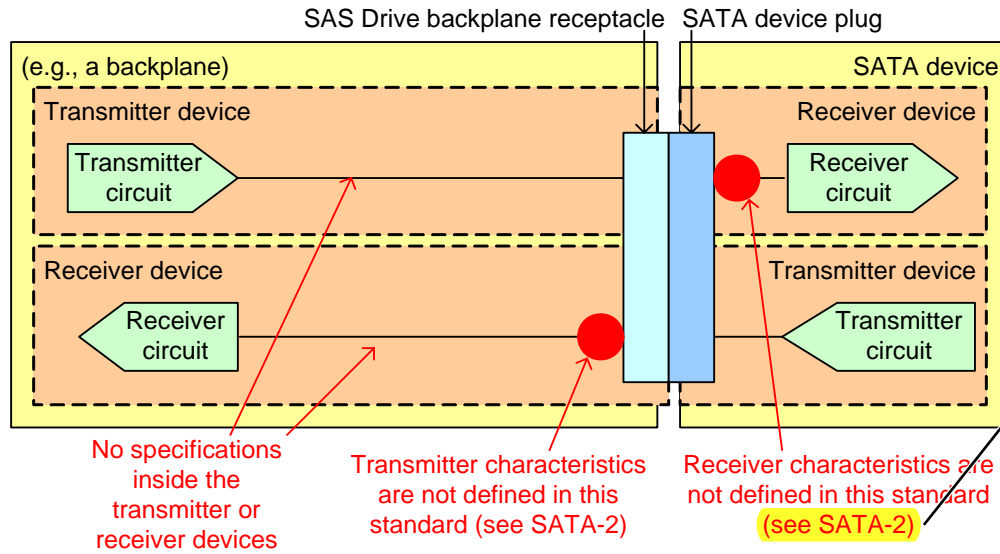 SAS Drive backplane receptacle
SATA device plug
(e.g., a backplane)
SATA device
Transmitter device
Receiver device
Transmitter
circuit
Receiver
circuit
Receiver device
Transmitter device
Receiver
circuit
Transmitter
circuit
No specifications
inside the
transmitter or
receiver devices
Transmitter characteristics
are not defined in this
standard (see SATA-2)
Receiver characteristics are
not defined in this standard
(see SATA-2)